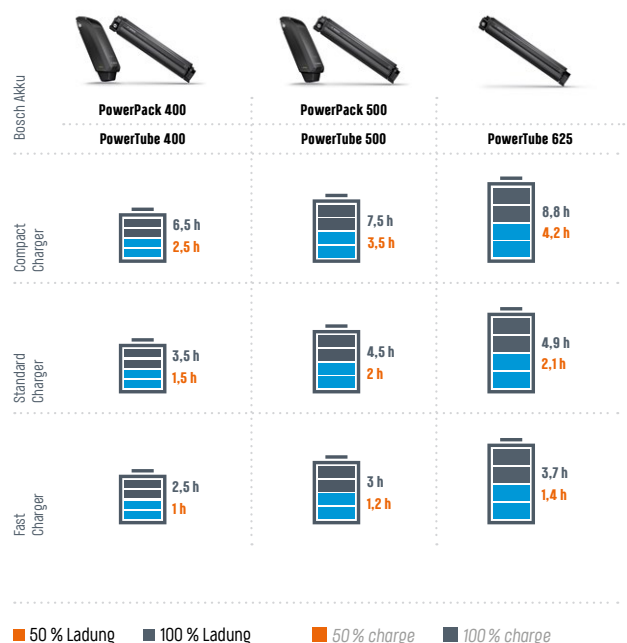 Bosch Akku
PowerPack 400
PowerPack 500
PowerTube 400
PowerTube 500
PowerTube 625
Compact
Charger
6,5 h
2,5 h
7,5 h
3,5 h
8,8 h
4,2 h
Standard
Charger
3,5 h
1,5 h
4,5 h
2 h
4,9 h
2,1 h
Fast
Charger
2,5 h
1 h
3 h
1,2 h
3,7 h
1,4 h
50 % Ladung
100 % Ladung
50 % charge
100 % charge